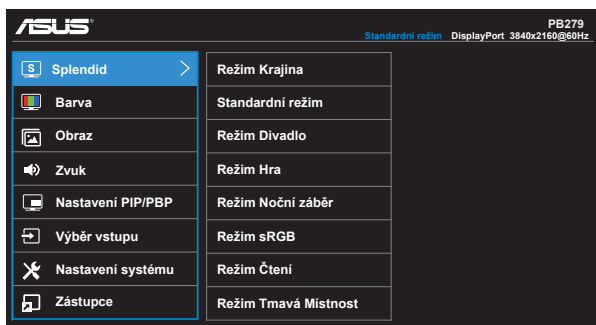 ASUS
PB279
Standardní režim DisplayPort 3840x2160@60Hz
S Splendid
Barva
Obraz
Zvuk
Nastavení PIP/PBP
Výběr vstupu
Nastavení systému
Zástupce
Režim Krajina
Standardní režim
Režim Divadlo
Režim Hra
Režim Noční záběr
Režim sRGB
Režim Čtení
Režim Tmavá Místnost